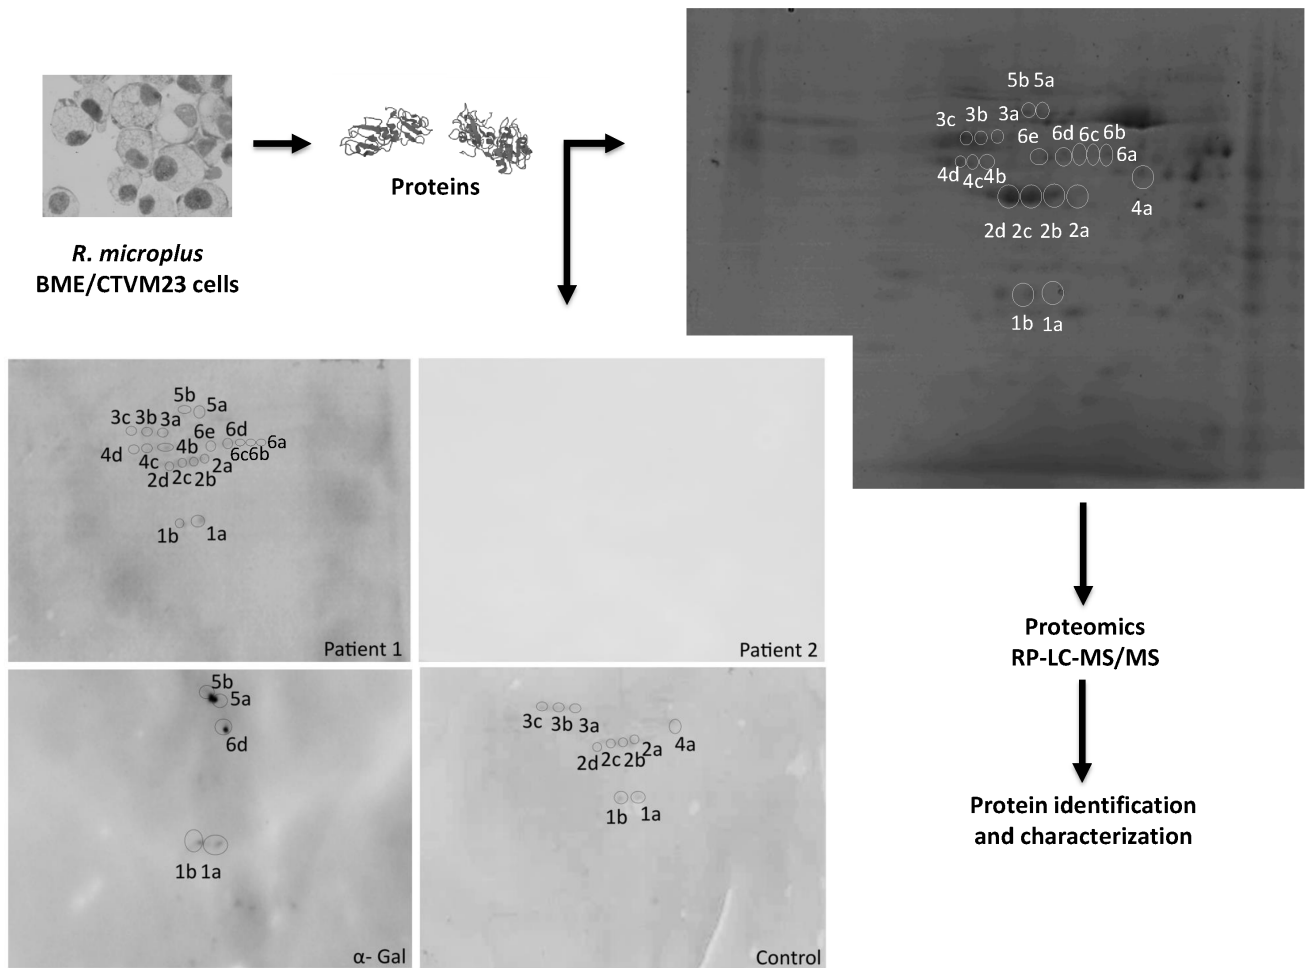 R. microplus
BME/CTVM23 cells
Proteins
5b 5a
3c 3b 3a
6e 6d 6c 6b
6a
4d 4c 4b
4a
2d 2c 2b 2a
1b 1a
5b 5a
3c 3b 3a
6e 6d
4d 4c 4b 6c 6b 6a
2d 2c 2b 2a
1b 1a
Patient 1
Patient 2
5b
5a
6d
1b 1a
α- Gal
3c 3b 3a
2d 2c 2b 2a 4a
1b 1a
Control
Proteomics
RP-LC-MS/MS
Protein identification
and characterization